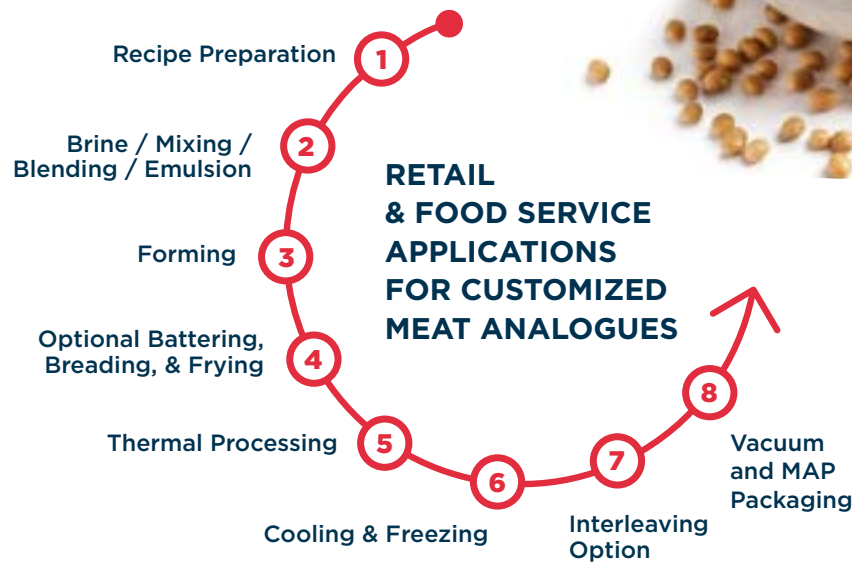 Recipe Preparation
1
Brine / Mixing /
Blending / Emulsion
2
RETAIL
& FOOD SERVICE
APPLICATIONS
FOR CUSTOMIZED
MEAT ANALOGUES
Forming
3
Optional Battering,
Breading, & Frying
4
Thermal Processing
5
Cooling & Freezing
6
7
Interleaving
Option
8
Vacuum
and MAP
Packaging